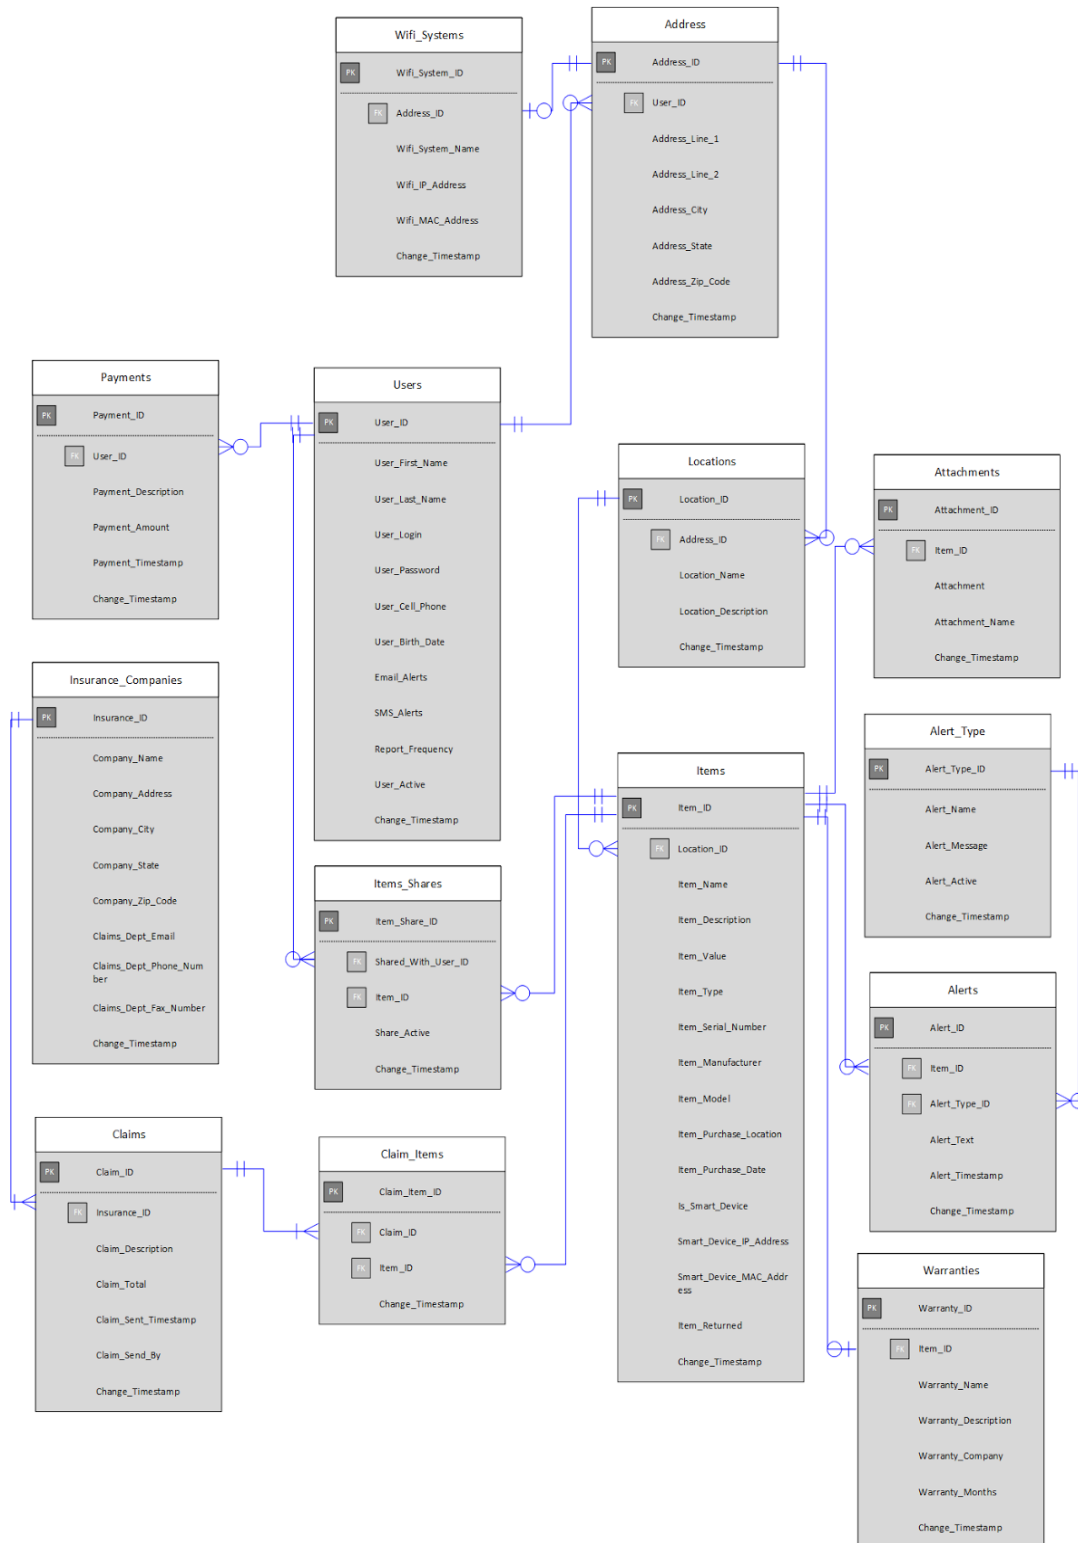 Wifi_Systems
PK Wifi_System_ID
FK Address_ID
Wifi_System_Name
Wifi_IP_Address
Wifi_MAC_Address
Change_Timestamp
Address
PK Address_ID
FK User_ID
Address_Line_1
Address_Line_2
Address_City
Address_State
Address_Zip_Code
Change_Timestamp
Payments
PK Payment_ID
FK User_ID
Payment_Description
Payment_Amount
Payment_Timestamp
Change_Timestamp
Users
PK User_ID
User_First_Name
User_Last_Name
User_Login
User_Password
User_Cell_Phone
User_Birth_Date
Email_Alerts
SMS_Alerts
Report_Frequency
User_Active
Change_Timestamp
Locations
PK Location_ID
FK Address_ID
Location_Name
Location_Description
Change_Timestamp
Attachments
PK Attachment_ID
FK Item_ID
Attachment
Attachment_Name
Change_Timestamp
Insurance_Companies
PK Insurance_ID
Company_Name
Company_Address
Company_City
Company_State
Company_Zip_Code
Claims_Dept_Email
Claims_Dept_Phone_Num
ber
Claims_Dept_Fax_Number
Change_Timestamp
Items_Shares
PK Item_Share_ID
FK Shared_With_User_ID
FK Item_ID
Share_Active
Change_Timestamp
Items
PK Item_ID
FK Location_ID
Item_Name
Item_Description
Item_Value
Item_Type
Item_Serial_Number
Item_Manufacturer
Item_Model
Item_Purchase_Location
Item_Purchase_Date
Is_Smart_Device
Smart_Device_IP_Address
Smart_Device_MAC_Addr
ess
Item_Returned
Change_Timestamp
Alert_Type
PK Alert_Type_ID
Alert_Name
Alert_Message
Alert_Active
Change_Timestamp
Alerts
PK Alert_ID
FK Item_ID
FK Alert_Type_ID
Alert_Text
Alert_Timestamp
Change_Timestamp
Claims
PK Claim_ID
FK Insurance_ID
Claim_Description
Claim_Total
Claim_Sent_Timestamp
Claim_Send_By
Change_Timestamp
Claim_Items
PK Claim_Item_ID
FK Claim_ID
FK Item_ID
Change_Timestamp
Warranties
PK Warranty_ID
FK Item_ID
Warranty_Name
Warranty_Description
Warranty_Company
Warranty_Months
Change_Timestamp